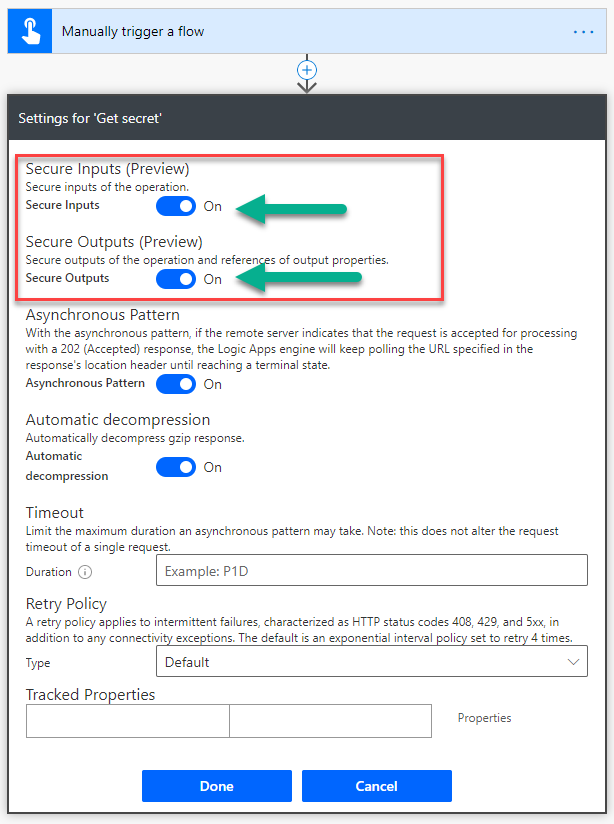 Manually trigger a flow
Settings for 'Get secret'
Secure Inputs (Preview)
Secure inputs of the operation.
Secure Inputs
On
Secure Outputs (Preview)
Secure outputs of the operation and references of output properties.
Secure Outputs
On
Asynchronous Pattern
With the asynchronous pattern, if the remote server indicates that the request is accepted for processing
with a 202 (Accepted) response, the Logic Apps engine will keep polling the URL specified in the
response's location header until reaching a terminal state.
Asynchronous Pattern
On
Automatic decompression
Automatically decompress gzip response.
Automatic
decompression
On
Timeout
Limit the maximum duration an asynchronous pattern may take. Note: this does not alter the request
timeout of a single request.
Duration
Example: P1D
Retry Policy
A retry policy applies to intermittent failures, characterized as HTTP status codes 408, 429, and 5xx, in
addition to any connectivity exceptions. The default is an exponential interval policy set to retry 4 times.
Type
Default
Tracked Properties
Properties
Done
Cancel